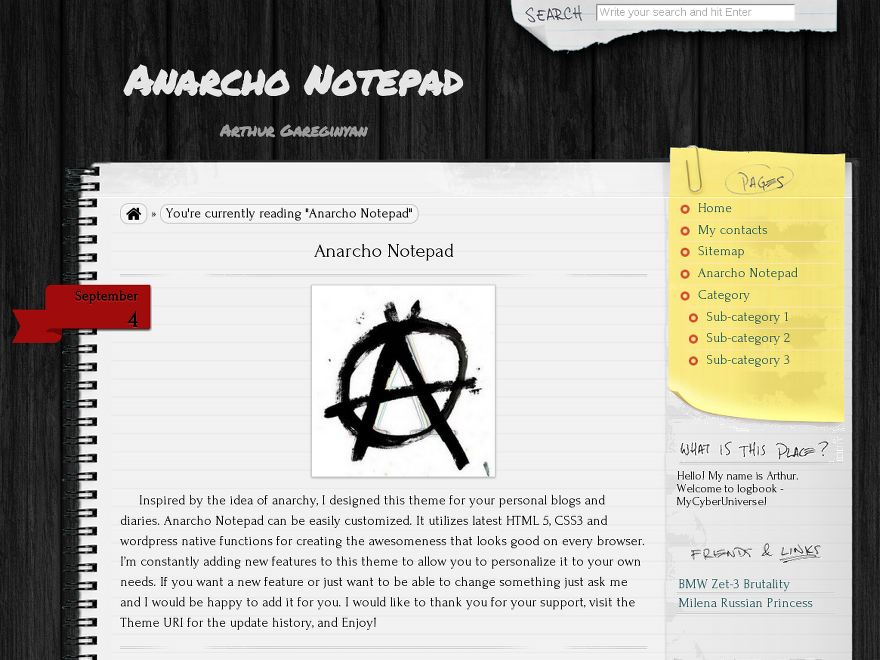 SEARCH Write your search and hit Enter
Anarcho Notepad
Arthur Gareginyan
» You're currently reading "Anarcho Notepad"
Anarcho Notepad
September
4
Inspired by the idea of anarchy, I designed this theme for your personal blogs and
diaries. Anarcho Notepad can be easily customized. It utilizes latest HTML 5, CSS3 and
wordpress native functions for creating the awesomeness that looks good on every browser.
I'm constantly adding new features to this theme to allow you to personalize it to your own
needs. If you want a new feature or just want to be able to change something just ask me
and I would be happy to add it for you. I would like to thank you for your support, visit the
Theme URI for the update history, and Enjoy!
PAGES
Home
My contacts
Sitemap
Anarcho Notepad
Category
Sub-category 1
Sub-category 2
Sub-category 3
WHAT IS THIS PLACE?
Hello! My name is Arthur.
Welcome to logbook -
MyCyberUniverse!
FRIENDS & LINKS
BMW Zet-3 Brutality
Milena Russian Princess